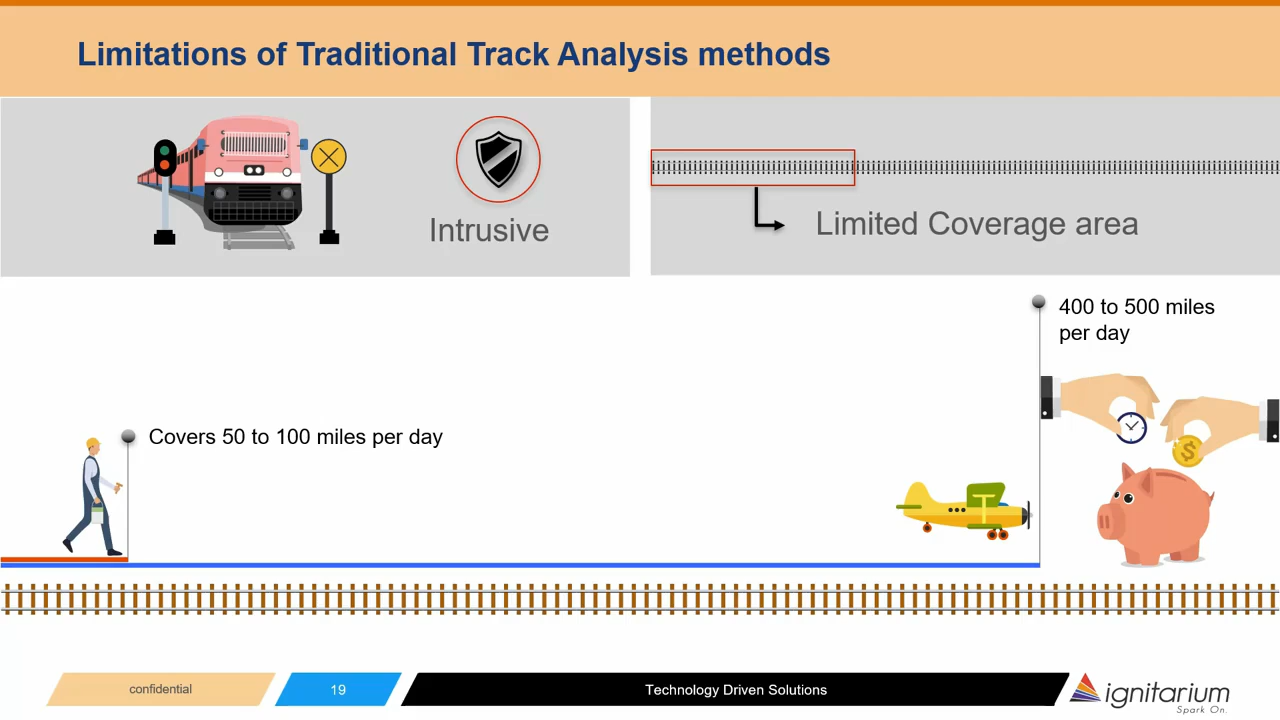 Limitations of Traditional Track Analysis methods
Intrusive
Limited Coverage area
400 to 500 miles
per day
Covers 50 to 100 miles per day
$
confidential
19
Technology Driven Solutions
ignitarium
Spark On.